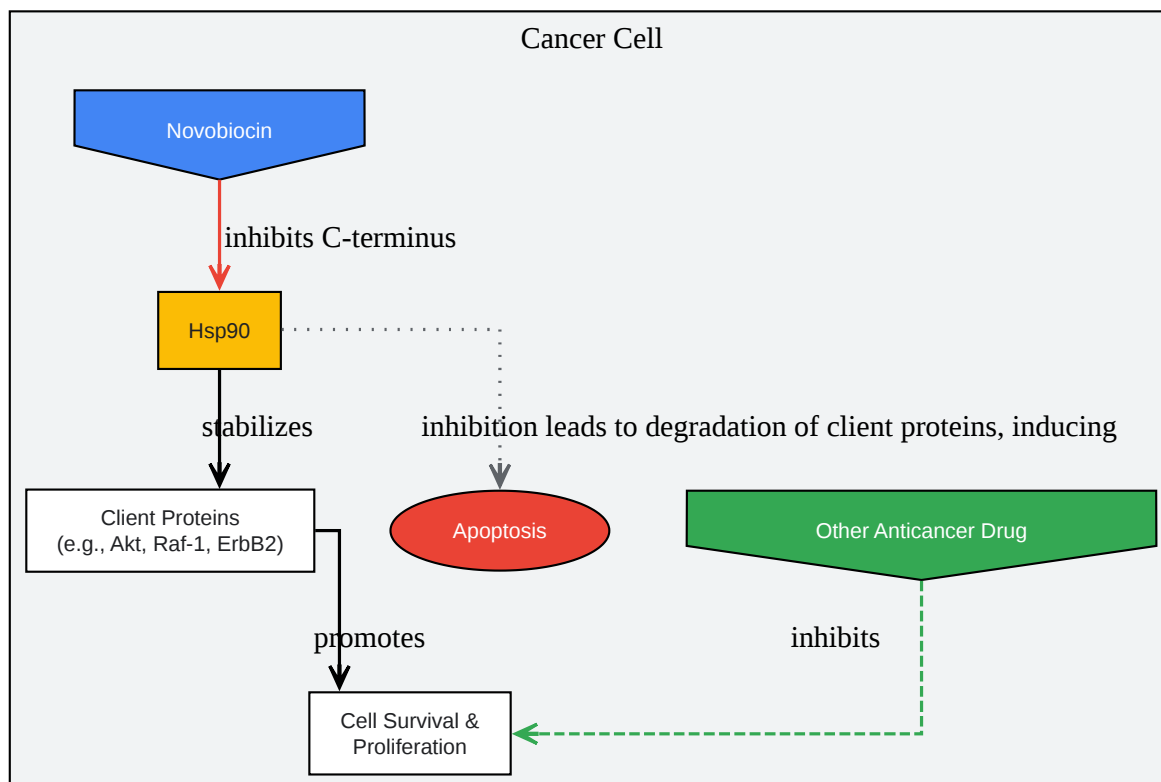 Cancer Cell
Novobiocin
inhibits C-terminus
Hsp90
stabilizes
inhibition leads to degradation of client proteins, inducing
Client Proteins
(e.g., Akt, Raf-1, ErbB2)
Apoptosis
Other Anticancer Drug
promotes
inhibits
Cell Survival &
Proliferation